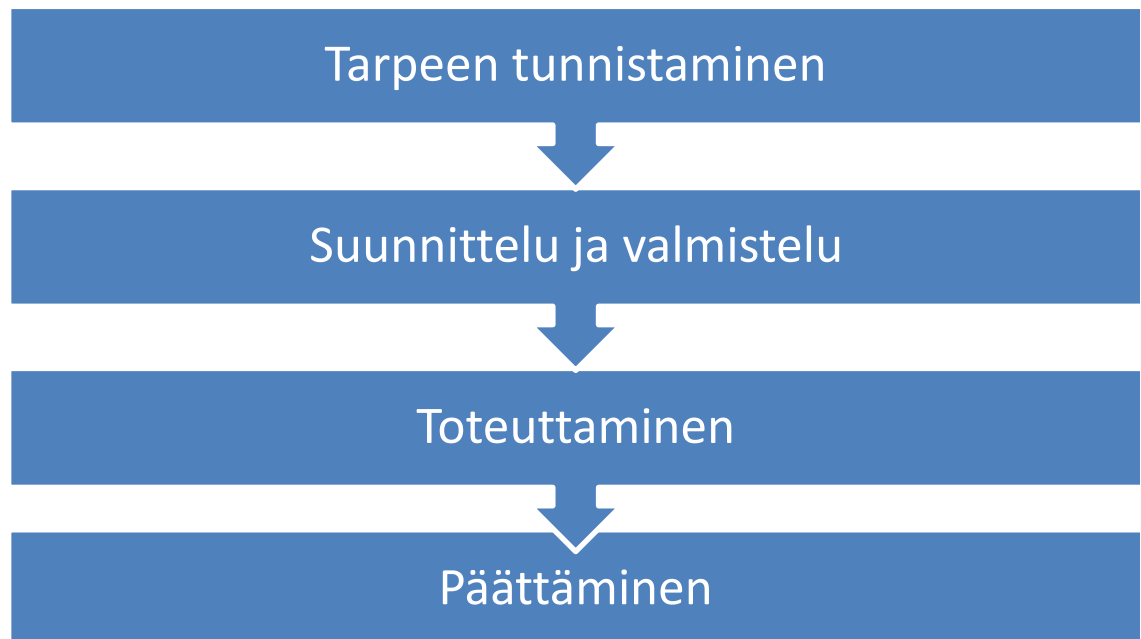 Tarpeen tunnistaminen
Suunnittelu ja valmistelu
Toteuttaminen
Päättäminen